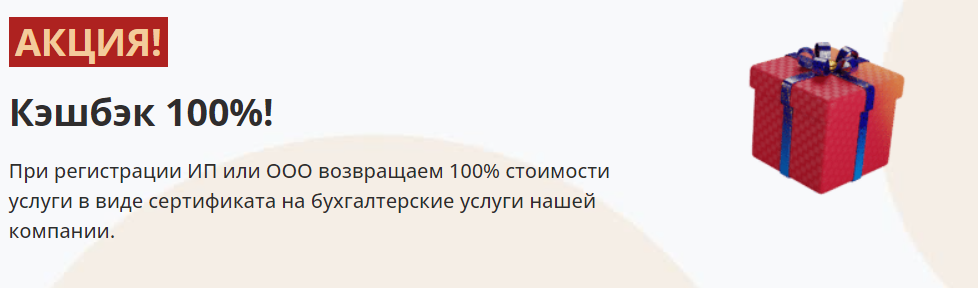 АКЦИЯ!
Кэшбэк 100%!
При регистрации ИП или ООО возвращаем 100% стоимости
услуги в виде сертификата на бухгалтерские услуги нашей
компании.